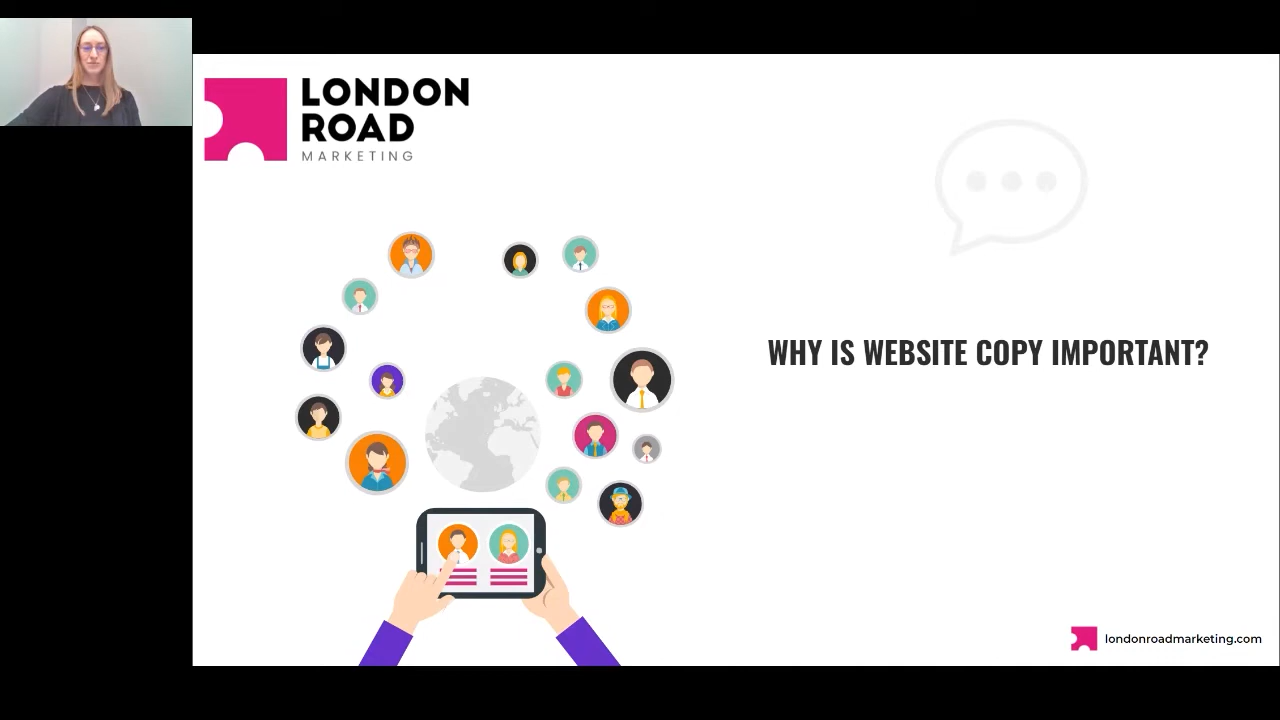 LONDON
ROAD
MARKETING
WHY IS WEBSITE COPY IMPORTANT?
londonroadmarketing.com